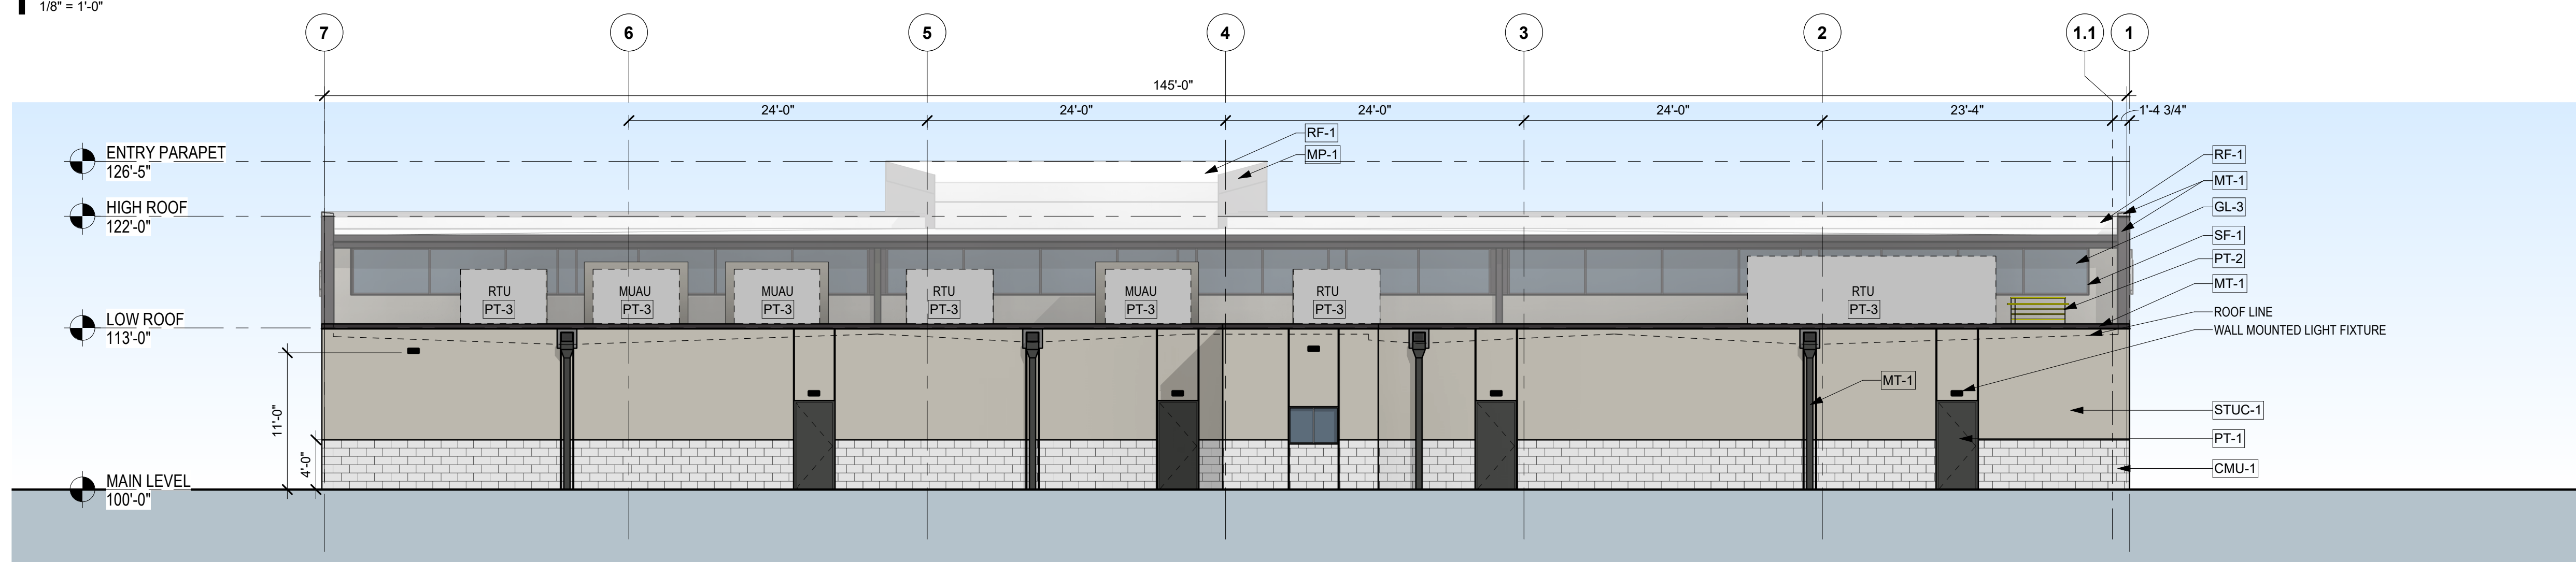 1/8" = 1'-0"
7 6 5 4 3 2 1.1 1
145'-0"
24'-0" 24'-0" 24'-0" 24'-0" 23'-4" 1'-4 3/4"
RF-1
MP-1
ENTRY PARAPET
126'-5"
HIGH ROOF
122'-0"
LOW ROOF
113'-0"
MAIN LEVEL
100'-0"
11'-0"
4'-0"
RTU
PT-3
MUAU
PT-3
MUAU
PT-3
RTU
PT-3
MUAU
PT-3
RTU
PT-3
RTU
PT-3
MT-1
RF-1
MT-1
GL-3
SF-1
PT-2
MT-1
ROOF LINE
WALL MOUNTED LIGHT FIXTURE
STUC-1
PT-1
CMU-1